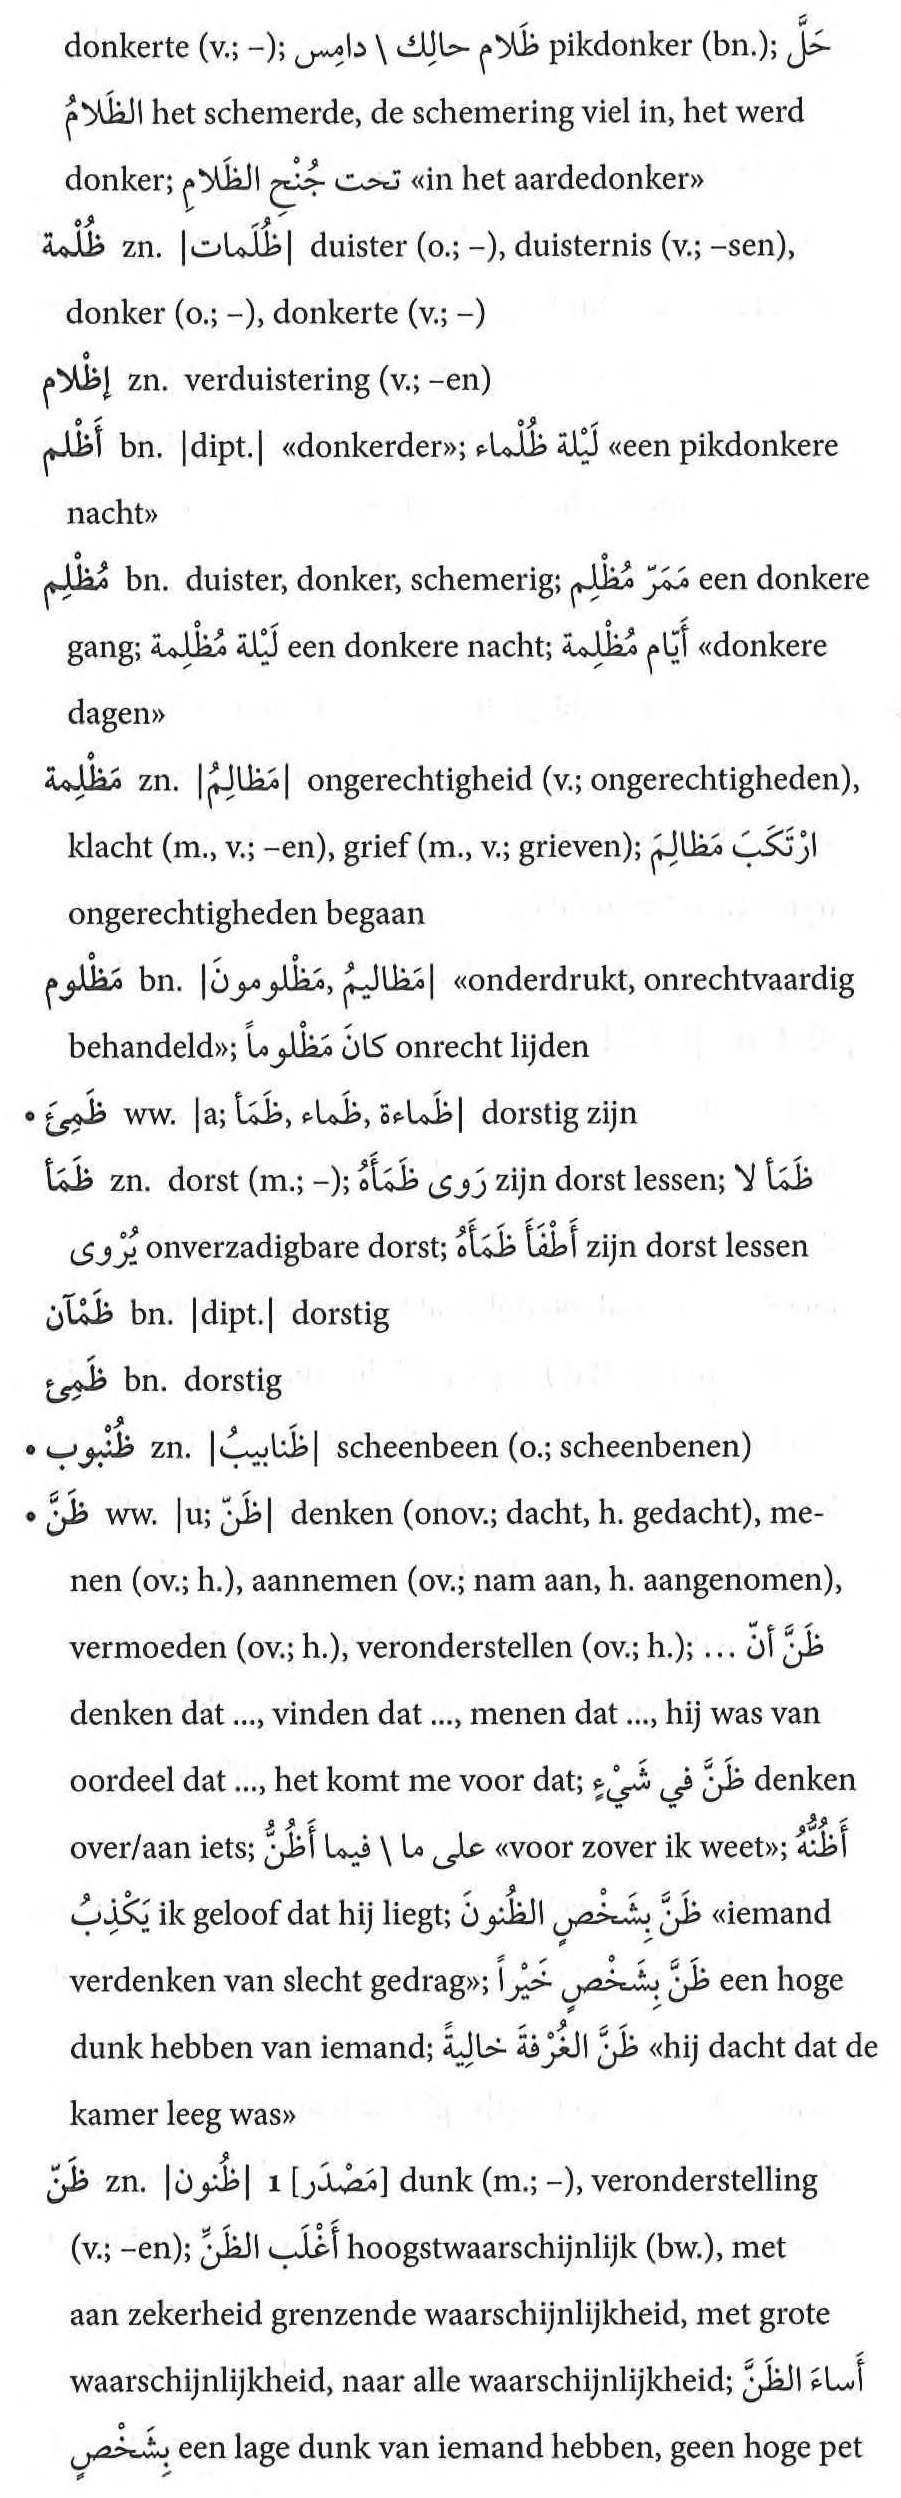 donkerte (v.; –); ظَلام حالِك \ دامِس pikdonker (bn.); حَلَّ
الظَلامُ het schemerde, de schemering viel in, het werd
donker; تحت جُنْحِ الظَلامِ «in het aardedonker»
ظُلْمة zn. |ظُلَمات| duister (o.; –), duisternis (v.; –sen),
donker (o.; –), donkerte (v.; –)
إظْلام zn. verduistering (v.; –en)
أَظْلم bn. |dipt.| «donkerder»; لَيْلة ظُلْماء «een pikdonkere
nacht»
مُظْلِم bn. duister, donker, schemerig; مَمَرّ مُظْلِم een donkere
gang; لَيْلة مُظْلِمة een donkere nacht; أَيّام مُظْلِمة «donkere
dagen»
مَظْلِمة zn. |مَظالِمُ| ongerechtigheid (v.; ongerechtigheden),
klacht (m., v.; –en), grief (m., v.; grieven); ارْتَكَبَ مَظالِمَ
ongerechtigheden begaan
مَظْلوم bn. |مَظْلومونَ, مَظاليمُ| «onderdrukt, onrechtvaardig
behandeld»; كانَ مَظْلوماً onrecht lijden
• ظَمِئَ ww. |a; ظَمَأ, ظَماء, ظَماءة| dorstig zijn
ظَمَأ zn. dorst (m.; –); رَوى ظَمَأَهُ zijn dorst lessen; ظَمَأ لا
يُرْوى onverzadigbare dorst; أَطْفَأَ ظَمَأَهُ zijn dorst lessen
ظَمْآن bn. |dipt.| dorstig
ظَمِئ bn. dorstig
• ظُنْبوب zn. |ظَنابيبُ| scheenbeen (o.; scheenbenen)
• ظَنَّ ww. |u; ظَنّ| denken (onov.; dacht, h. gedacht), me-
nen (ov.; h.), aannemen (ov.; nam aan, h. aangenomen),
vermoeden (ov.; h.), veronderstellen (ov.; h.); ظَنَّ أنّ ...
denken dat ..., vinden dat ..., menen dat ..., hij was van
oordeel dat ..., het komt me voor dat; ظَنَّ في شَيْءٍ denken
over/aan iets; على ما \ فيما أَظُنُّ «voor zover ik weet»; أَظُنُّهُ
يَكْذِبُ ik geloof dat hij liegt; ظَنَّ بِشَخْصٍ الظُنونَ «iemand
verdenken van slecht gedrag»; ظَنَّ بِشَخْصٍ خَيْراً een hoge
dunk hebben van iemand; ظَنَّ الغُرْفةَ خالِيةً «hij dacht dat de
kamer leeg was»
ظَنّ zn. |ظُنون| 1 [مَصْدَر] dunk (m.; –), veronderstelling
(v.; –en); أَغْلَب الظَنِّ hoogstwaarschijnlijk (bw.), met
aan zekerheid grenzende waarschijnlijkheid, met grote
waarschijnlijkheid, naar alle waarschijnlijkheid; أَساءَ الظَنَّ
بِشَخْصٍ een lage dunk van iemand hebben, geen hoge pet